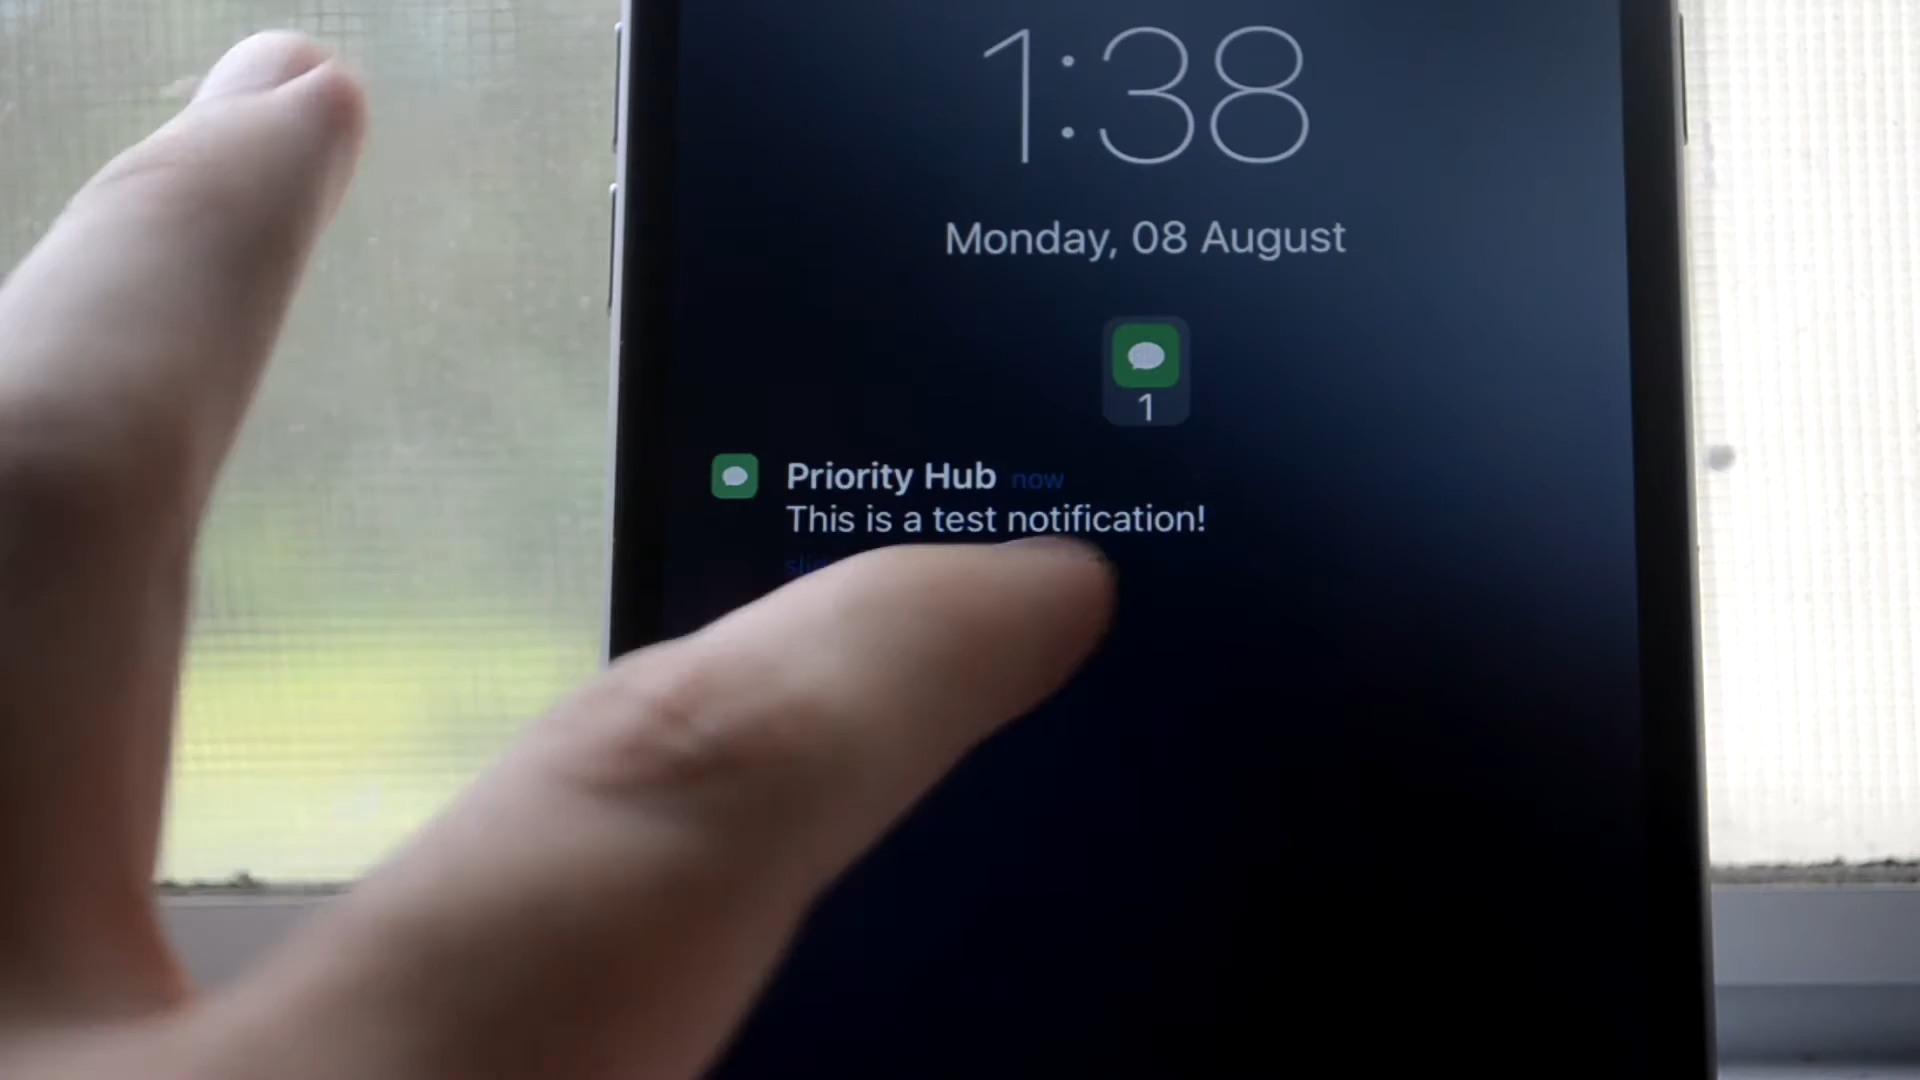 1:38
Monday, 08 August
1
Priority Hub now
This is a test notification!